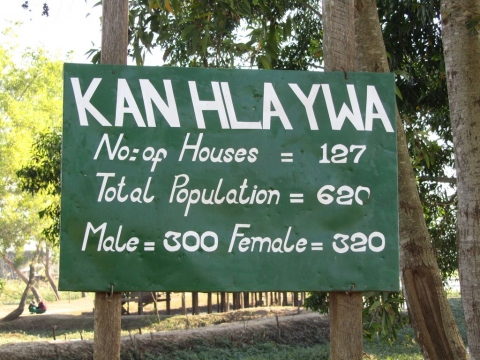 KAN HLAYWA
No:of Houses = 127
Total Population = 620
Male = 300 Female = 320